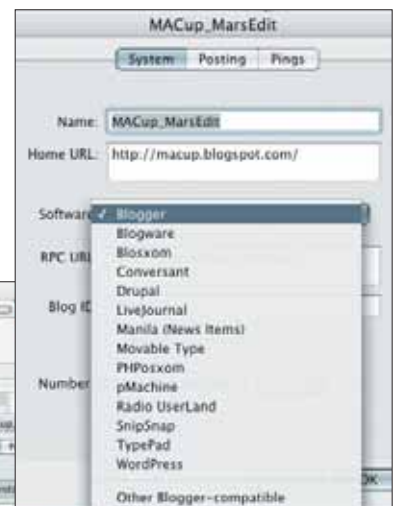 MACup_MarsEdit
System Posting Pings
Name: MACup_MarsEdit
Home URL: http://macup.blogspot.com/
Software ✓ Blogger
Blogware
Blosxom
RPC URL
Conversant
Drupal
Blog ID
LiveJournal
Manila (News Items)
Movable Type
PHPosxom
Number
pMachine
Radio UserLand
SnipSnap
TypePad
WordPress
OK
Other Blogger-compatible